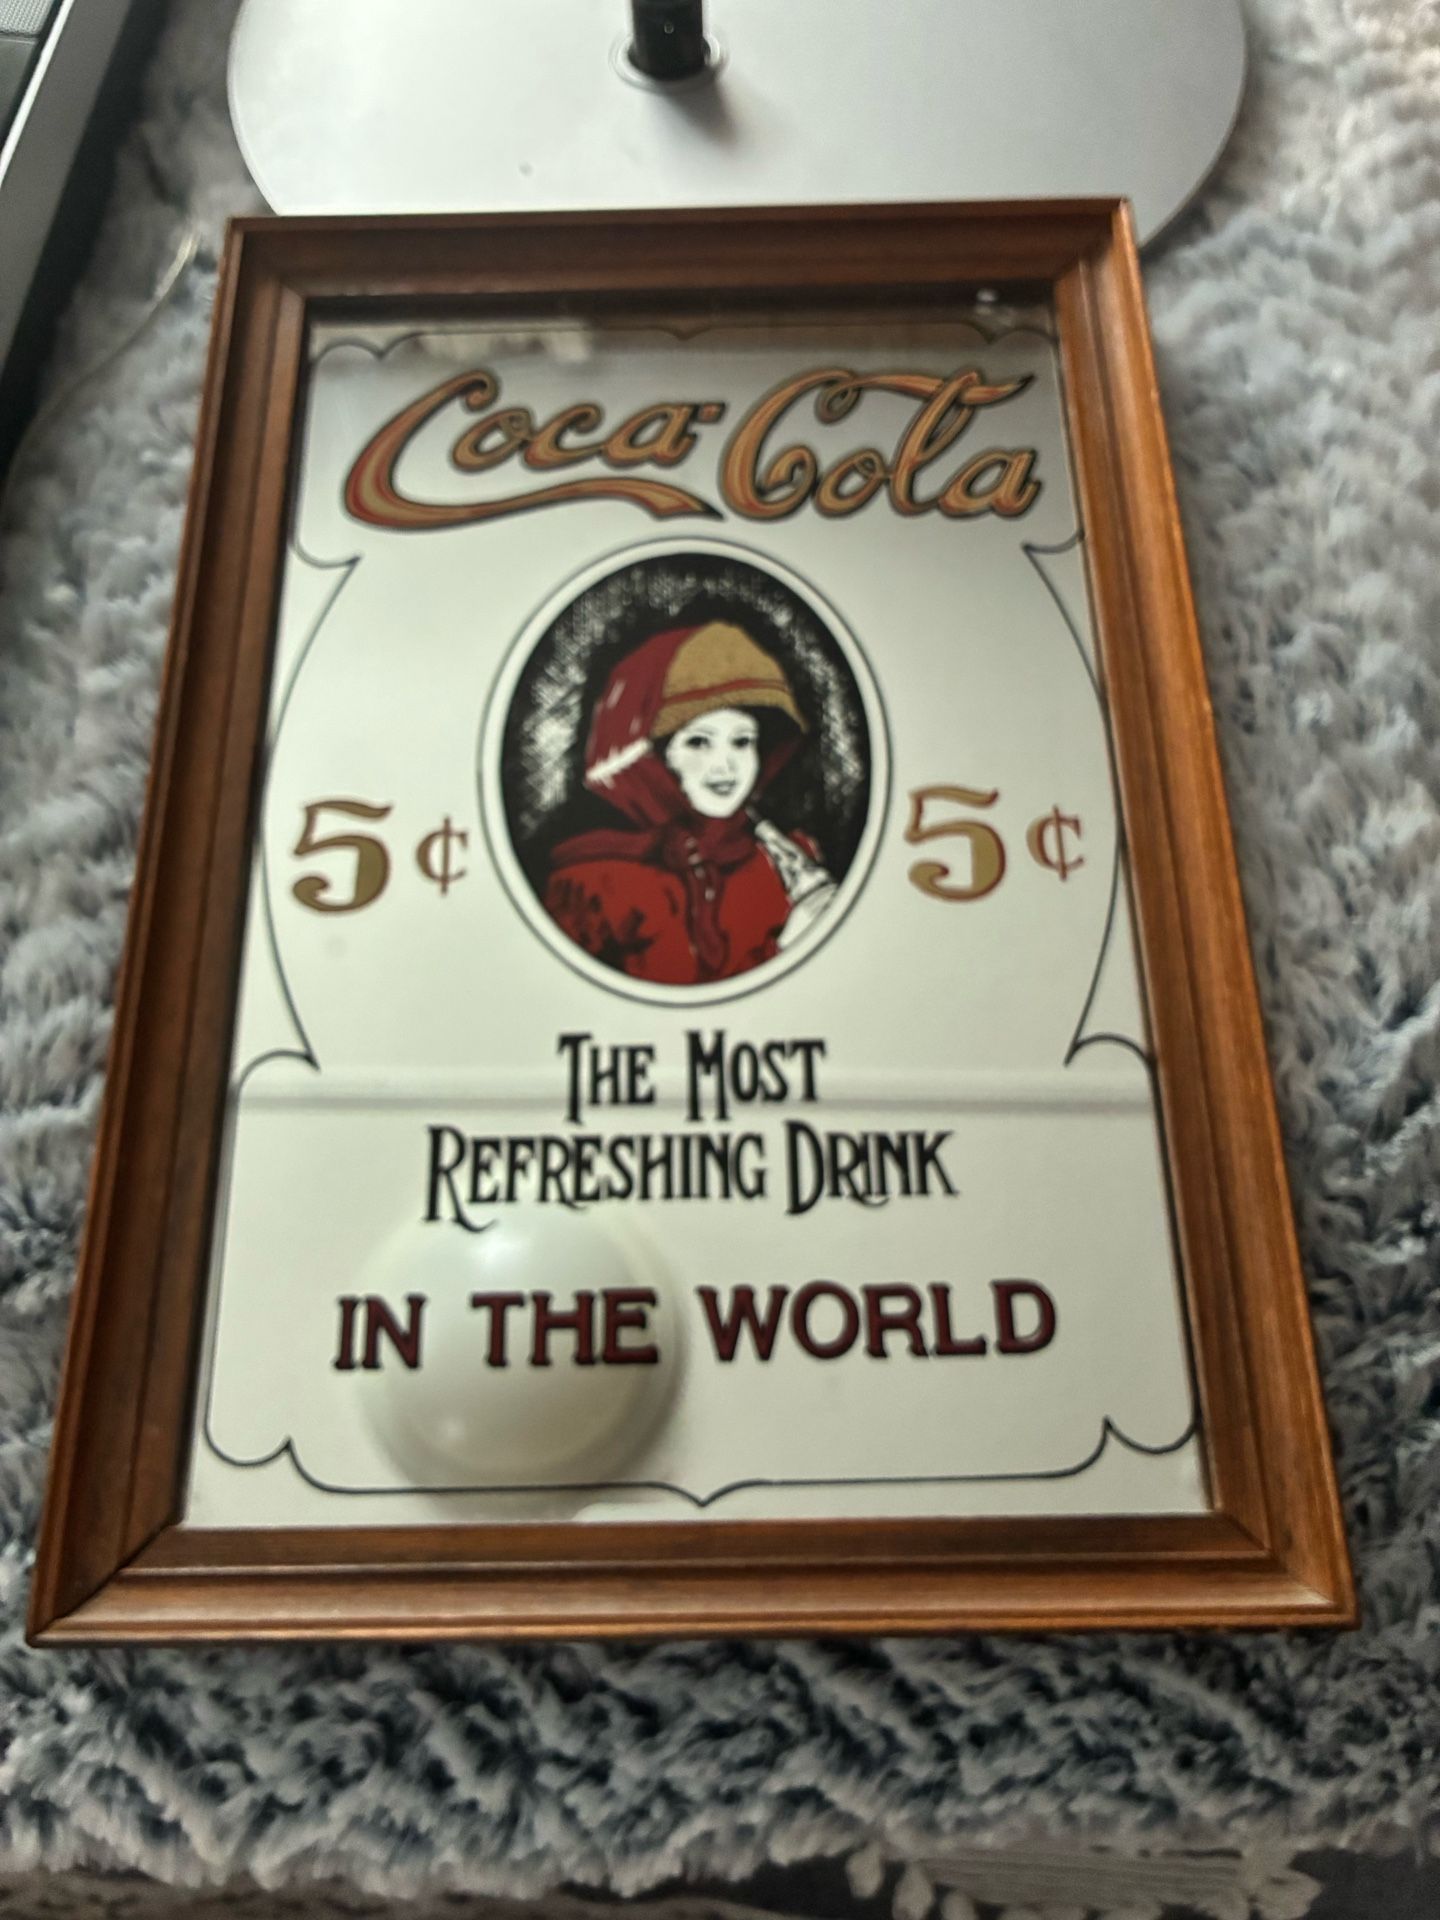 Coca-Cola
5¢ 5¢
THE MOST
REFRESHING DRINK
IN THE WORLD